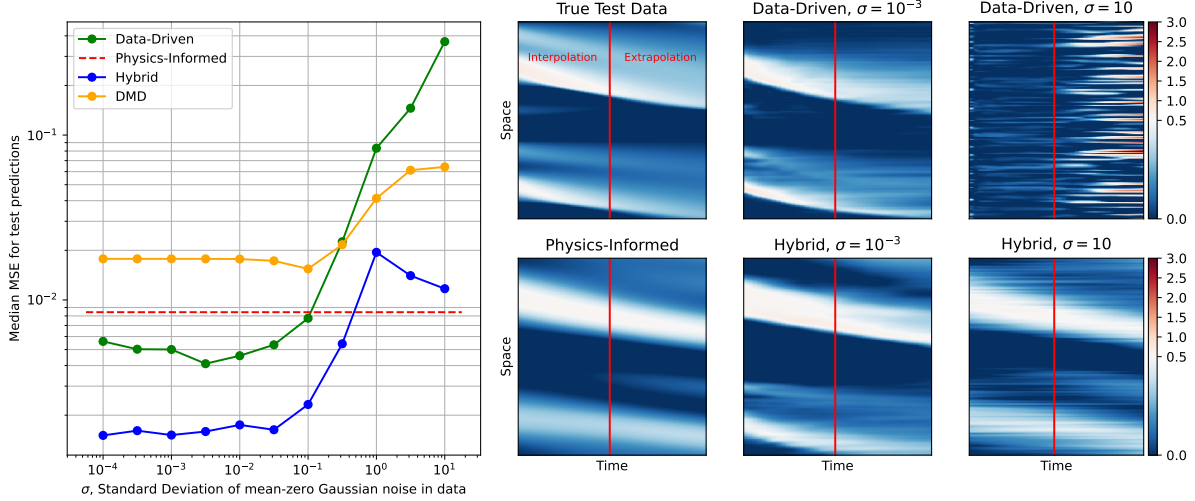 Data-Driven
Physics-Informed
Hybrid
DMD
Median MSE for test predictions
10⁻¹
10⁻²
10⁻⁴ 10⁻³ 10⁻² 10⁻¹ 10⁰ 10¹
σ, Standard Deviation of mean-zero Gaussian noise in data
True Test Data
Interpolation Extrapolation
Space
Data-Driven, σ = 10⁻³
Data-Driven, σ = 10
3.0
2.5
2.0
1.5
1.0
0.5
0.0
Physics-Informed
Space
Time
Hybrid, σ = 10⁻³
Time
Hybrid, σ = 10
Time
3.0
2.5
2.0
1.5
1.0
0.5
0.0